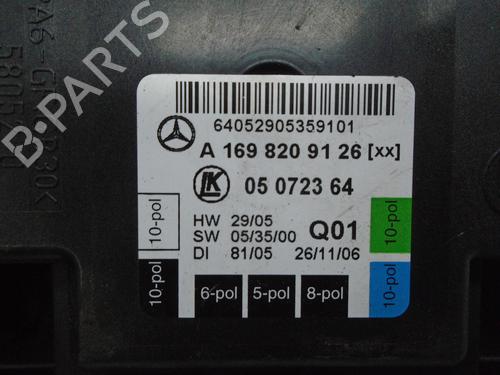 64052905359101
A 169 820 91 26 [xx]
LK 05 0723 64
HW 29/05
SW 05/35/00 Q01
DI 81/05 26/11/06
10-pol
10-pol
10-pol
10-pol
6-pol 5-pol 8-pol
B-PARTS